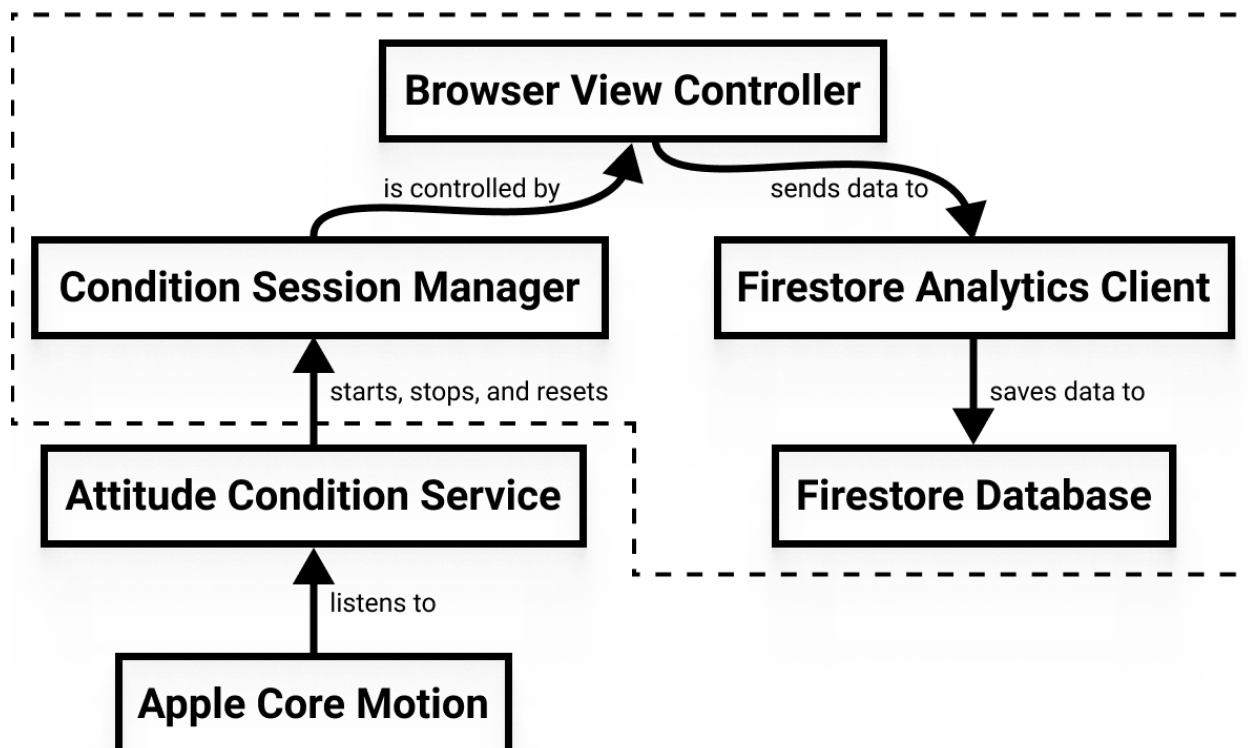 Browser View Controller
is controlled by
sends data to
Condition Session Manager
Firestore Analytics Client
starts, stops, and resets
saves data to
Attitude Condition Service
Firestore Database
listens to
Apple Core Motion